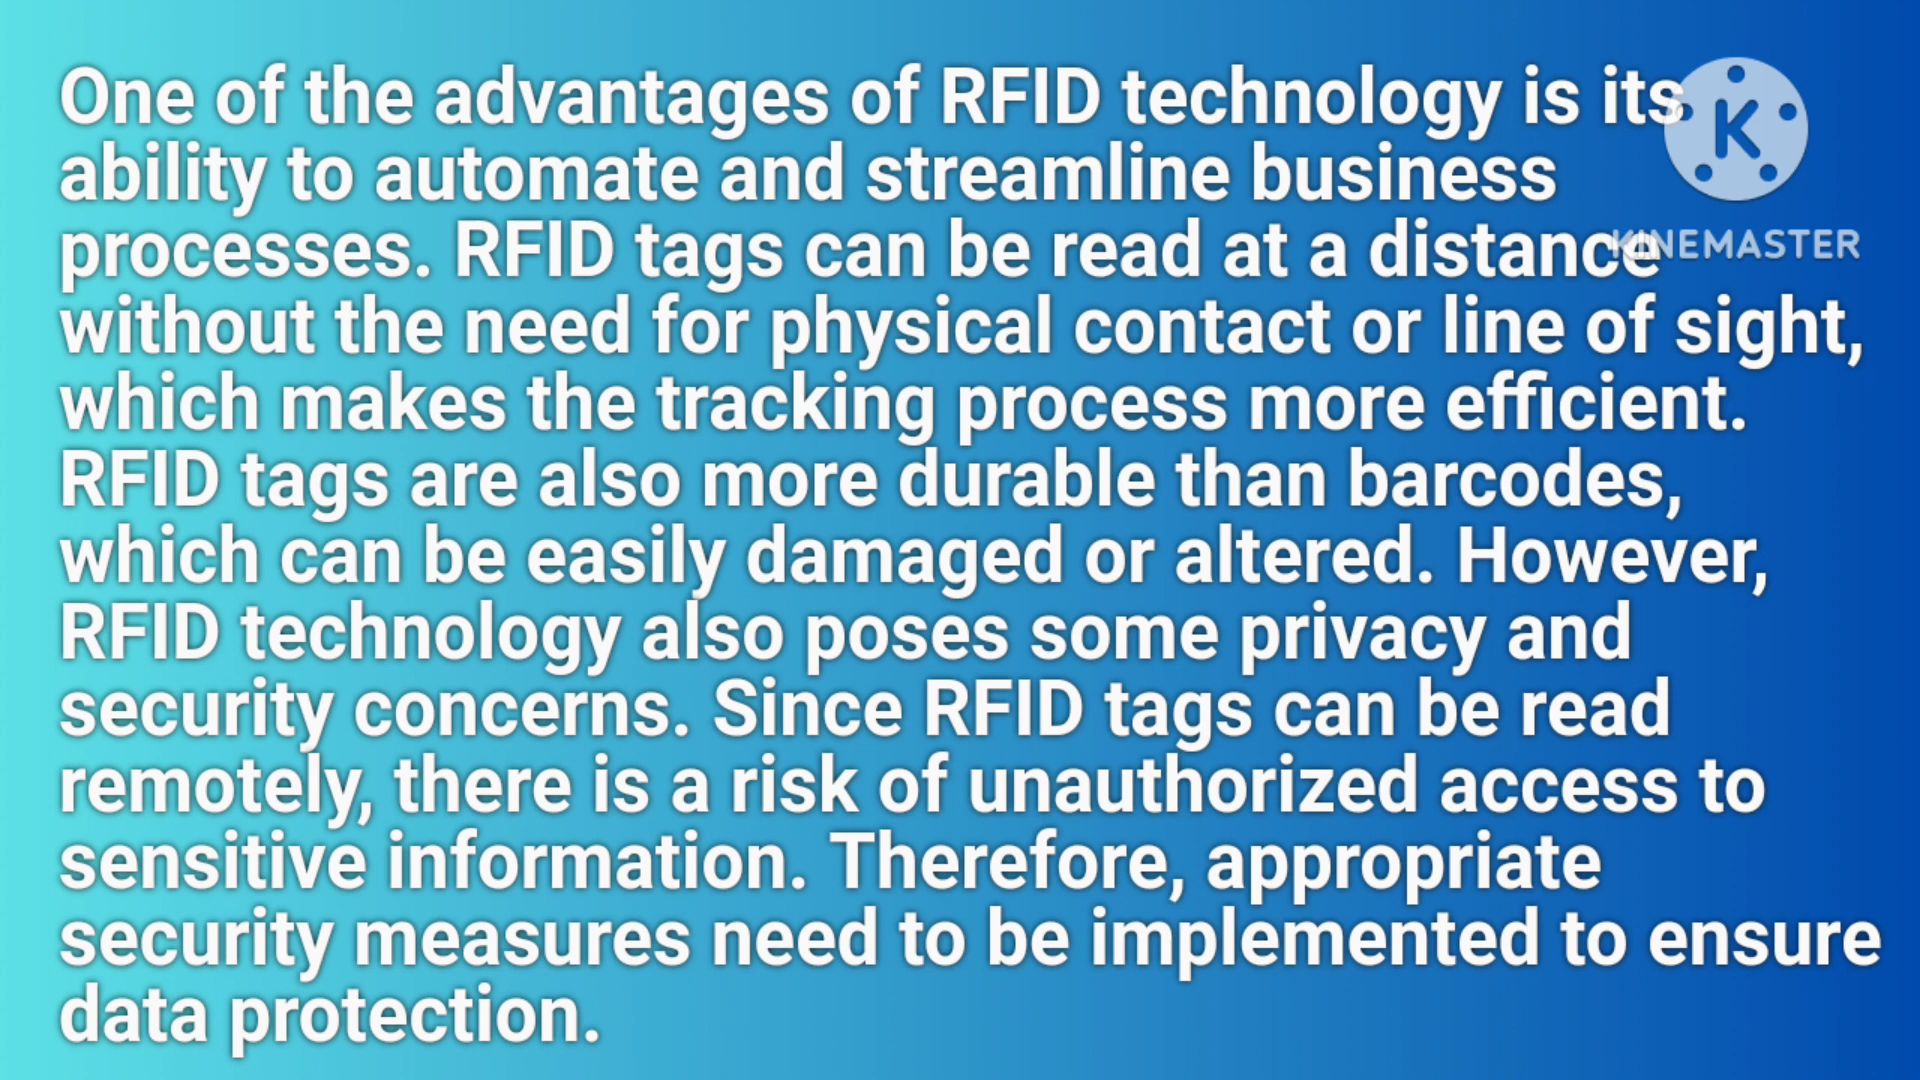 One of the advantages of RFID technology is its
ability to automate and streamline business
processes. RFID tags can be read at a distance
without the need for physical contact or line of sight,
which makes the tracking process more efficient.
RFID tags are also more durable than barcodes,
which can be easily damaged or altered. However,
RFID technology also poses some privacy and
security concerns. Since RFID tags can be read
remotely, there is a risk of unauthorized access to
sensitive information. Therefore, appropriate
security measures need to be implemented to ensure
data protection.
K
KINEMASTER